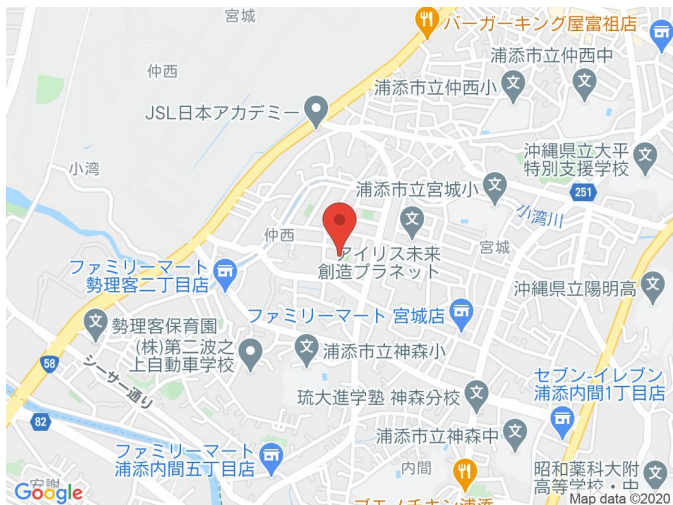 宮城
バーガーキング屋富祖店
仲西
浦添市立仲西中
浦添市立仲西小
JSL日本アカデミー
沖縄県立大平
特別支援学校
小湾
浦添市立宮城小
251
小湾川
仲西
宮城
アイリス未来
創造プラネット
ファミリーマート
勢理客二丁目店
沖縄県立陽明高
ファミリーマート 宮城店
勢理客保育園
(株)第二波之
上自動車学校
浦添市立神森小
58
シーサー通り
セブン-イレブン
浦添内間1丁目店
琉大進学塾 神森分校
82
浦添市立神森中
ファミリーマート
浦添内間五丁目店
内間
昭和薬科大附
高等学校・中
安謝
ブエノチキン浦添
Google
Map data ©2020